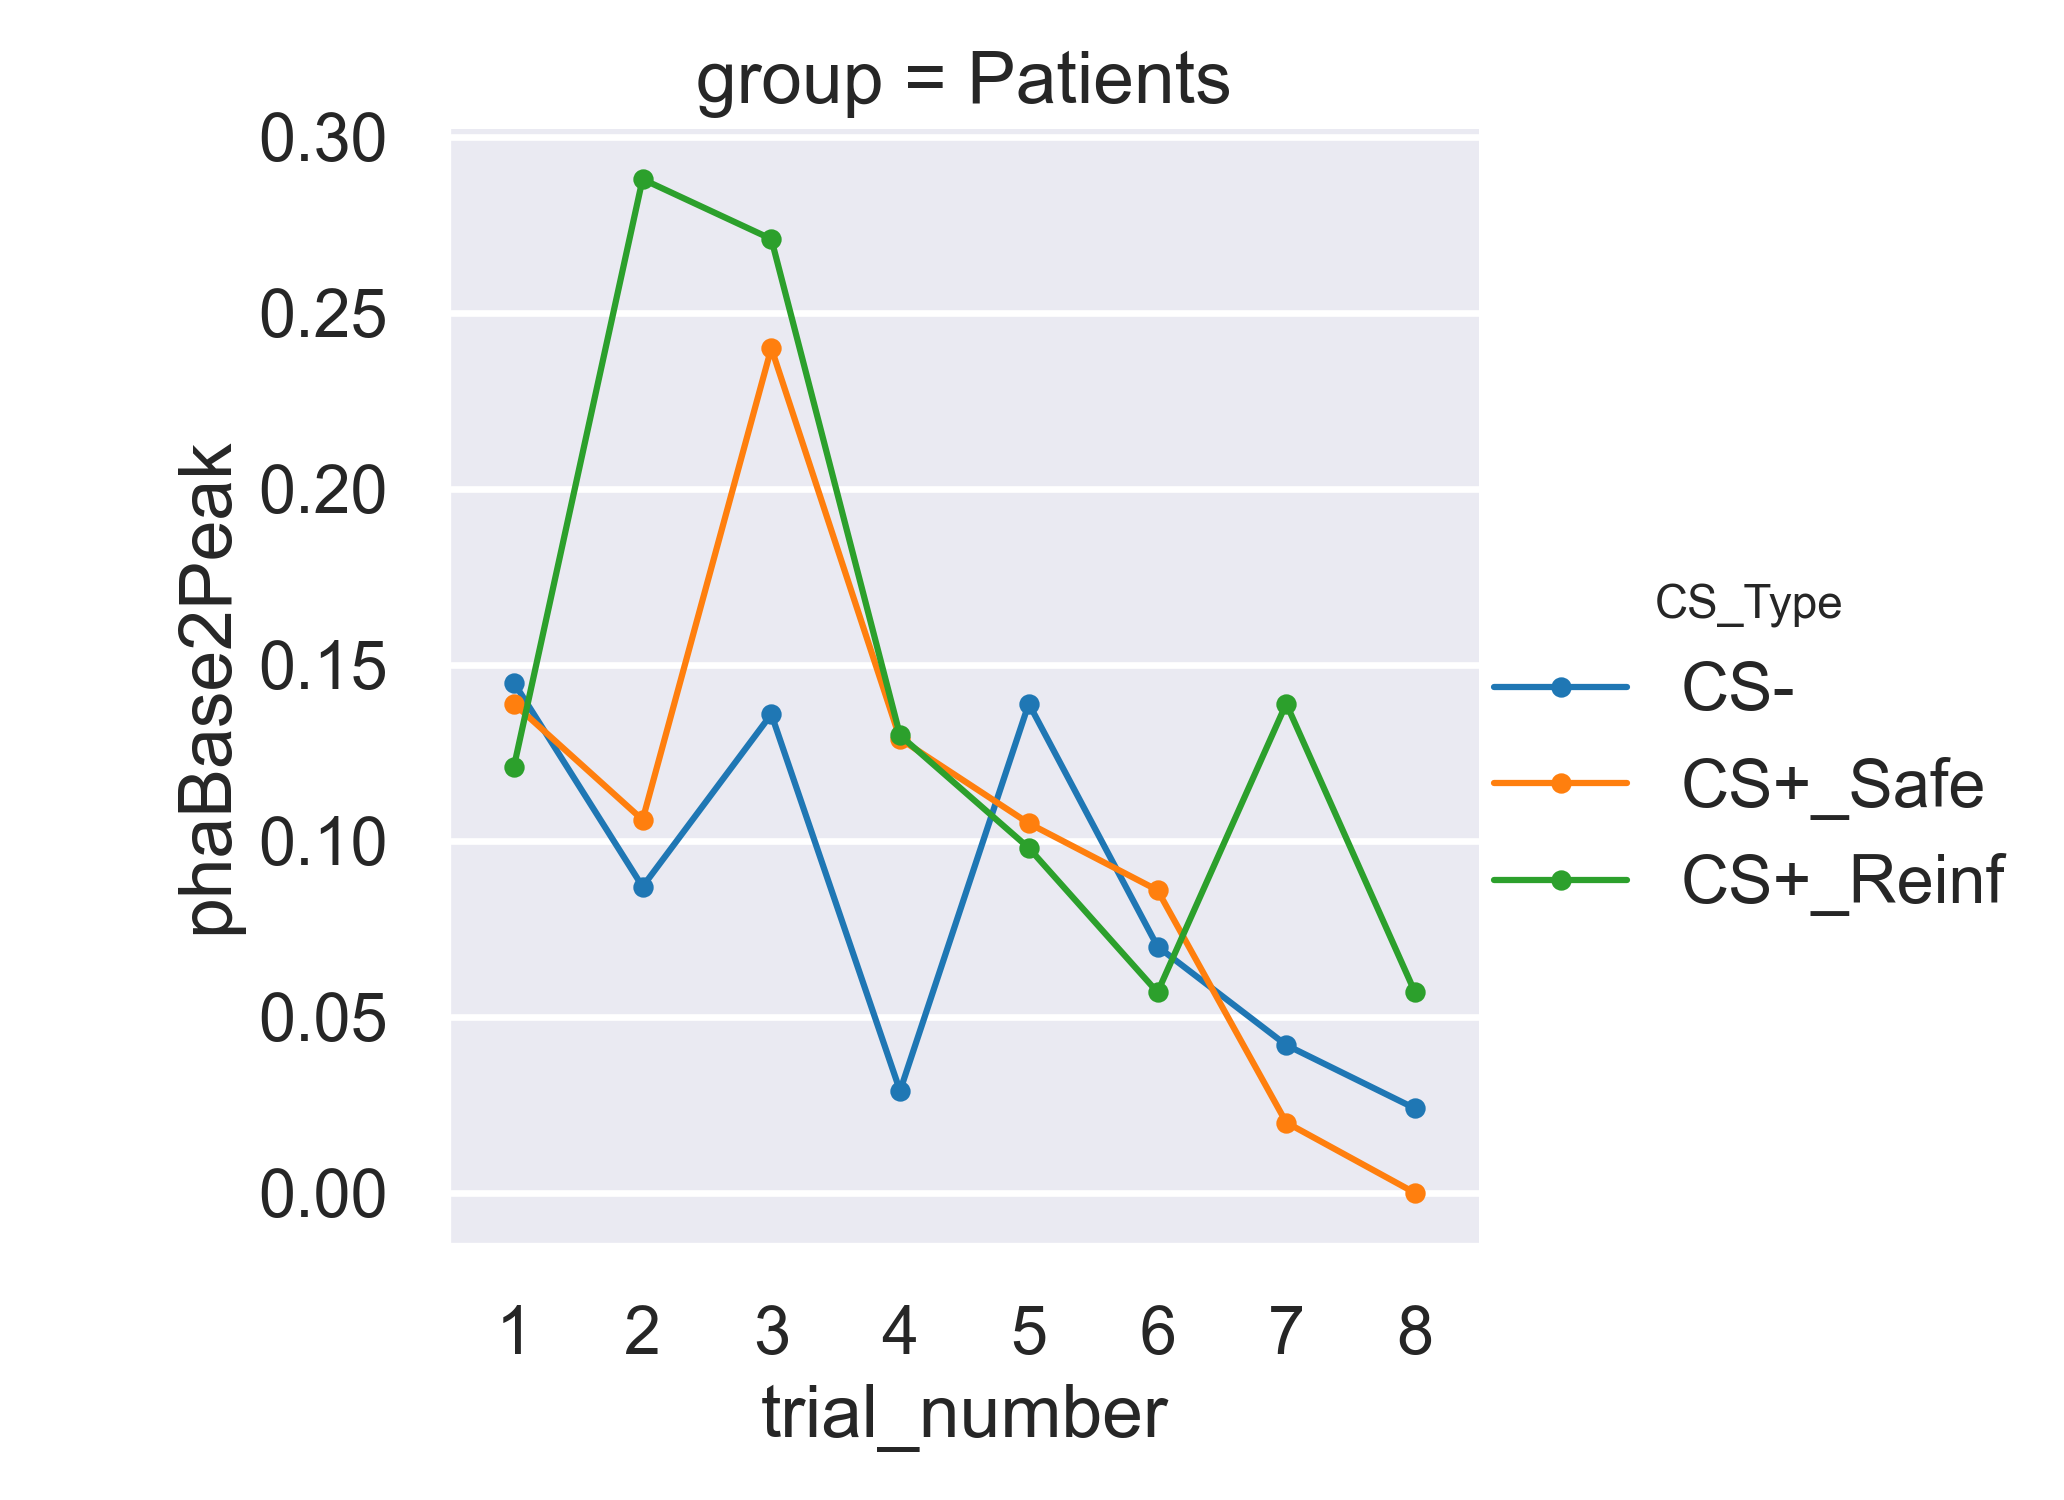 group = Patients
0.30
0.25
0.20
0.15
0.10
0.05
0.00
phaBase2Peak
1 2 3 4 5 6 7 8
trial_number
CS_Type
CS-
CS+_Safe
CS+_Reinf